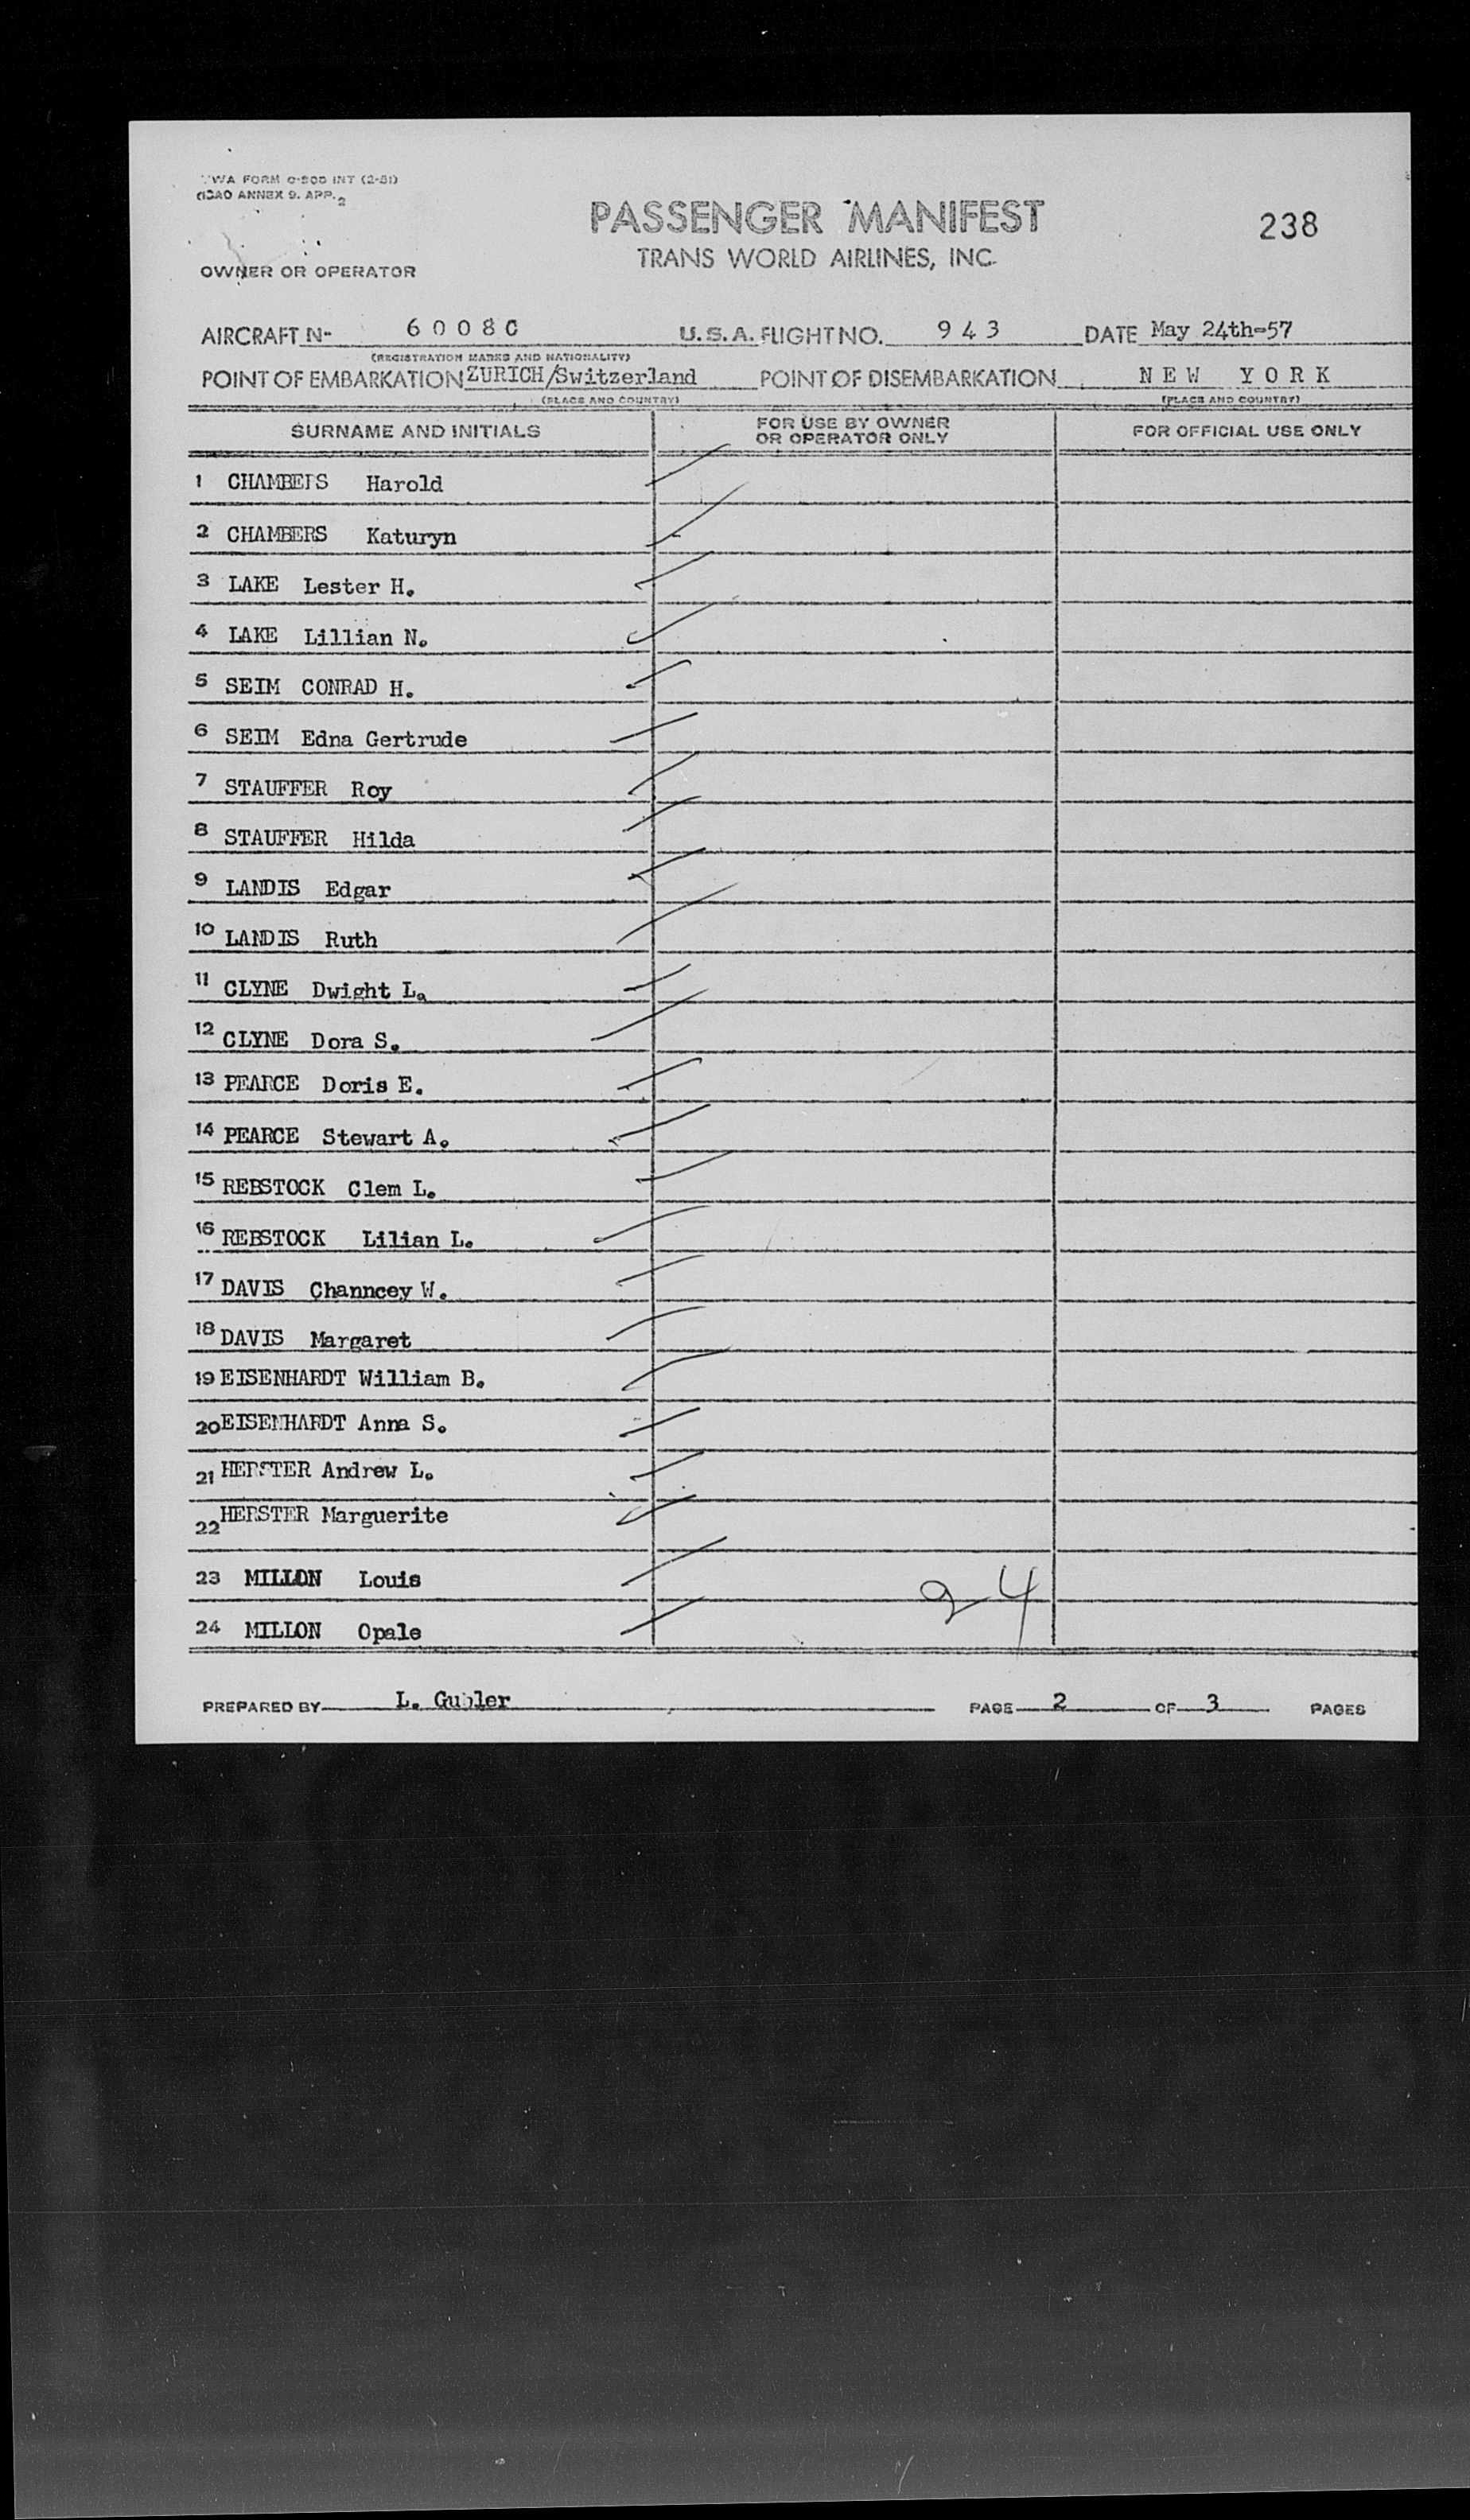 TWA FORM O-500 INT (2-51)
ICAO ANNEX 9. APP. 2
PASSENGER MANIFEST
238
TRANS WORLD AIRLINES, INC.
OWNER OR OPERATOR
AIRCRAFT N- 6 0 0 8 C U.S.A. FLIGHT NO. 9 4 3 DATE May 24th-57
(REGISTRATION MARKS AND NATIONALITY)
POINT OF EMBARKATION ZURICH/Switzerland POINT OF DISEMBARKATION N E W Y O R K
(PLACE AND COUNTRY) (PLACE AND COUNTRY)
SURNAME AND INITIALS FOR USE BY OWNER OR OPERATOR ONLY FOR OFFICIAL USE ONLY
1 CHAMBERS Harold
2 CHAMBERS Katuryn
3 LAKE Lester H.
4 LAKE Lillian N.
5 SEIM CONRAD H.
6 SEIM Edna Gertrude
7 STAUFFER Roy
8 STAUFFER Hilda
9 LANDIS Edgar
10 LANDIS Ruth
11 CLYNE Dwight L.
12 CLYNE Dora S.
13 PEARCE Doris E.
14 PEARCE Stewart A.
15 REBSTOCK Clem L.
16 REBSTOCK Lilian L.
17 DAVIS Channcey W.
18 DAVIS Margaret
19 EISENHARDT William B.
20 EISENHARDT Anna S.
21 HERSTER Andrew L.
22 HERSTER Marguerite
23 MILLON Louis
24 MILLON Opale
24
PREPARED BY L. Gubler PAGE 2 OF 3 PAGES